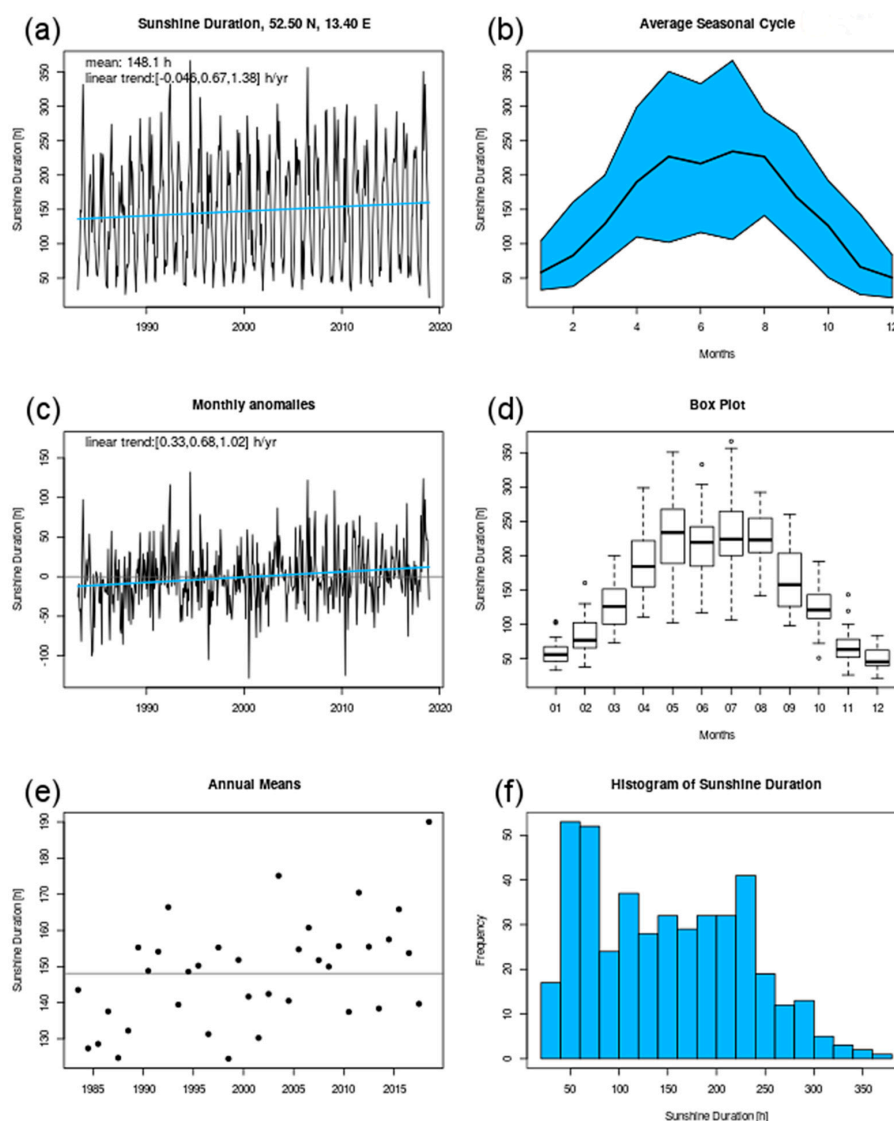 (a)
Sunshine Duration, 52.50 N, 13.40 E
mean: 148.1 h
linear trend:[-0.046,0.67,1.38] h/yr
Sunshine Duration [h]
350
300
250
200
150
100
50
1990 2000 2010 2020
(b)
Average Seasonal Cycle
Sunshine Duration [h]
350
300
250
200
150
100
50
2 4 6 8 10 12
Months
(c)
Monthly anomalies
linear trend:[0.33,0.68,1.02] h/yr
Sunshine Duration [h]
150
100
50
0
-50
-100
1990 2000 2010 2020
(d)
Box Plot
Sunshine Duration [h]
350
300
250
200
150
100
50
01 02 03 04 05 06 07 08 09 10 11 12
Months
(e)
Annual Means
Sunshine Duration [h]
190
180
170
160
150
140
130
1985 1990 1995 2000 2005 2010 2015
(f)
Histogram of Sunshine Duration
Frequency
50
40
30
20
10
0
50 100 150 200 250 300 350
Sunshine Duration [h]